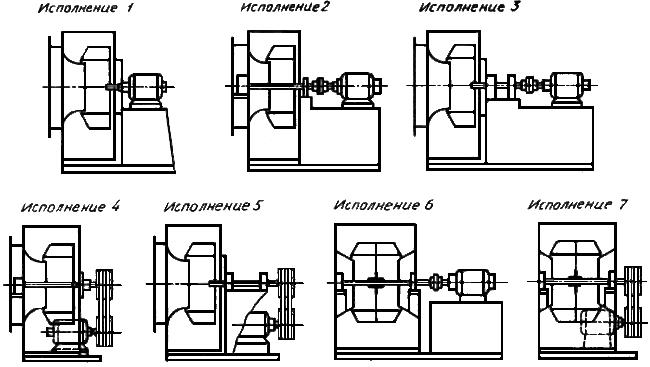 Исполнение 1
Исполнение 2
Исполнение 3
Исполнение 4
Исполнение 5
Исполнение 6
Исполнение 7